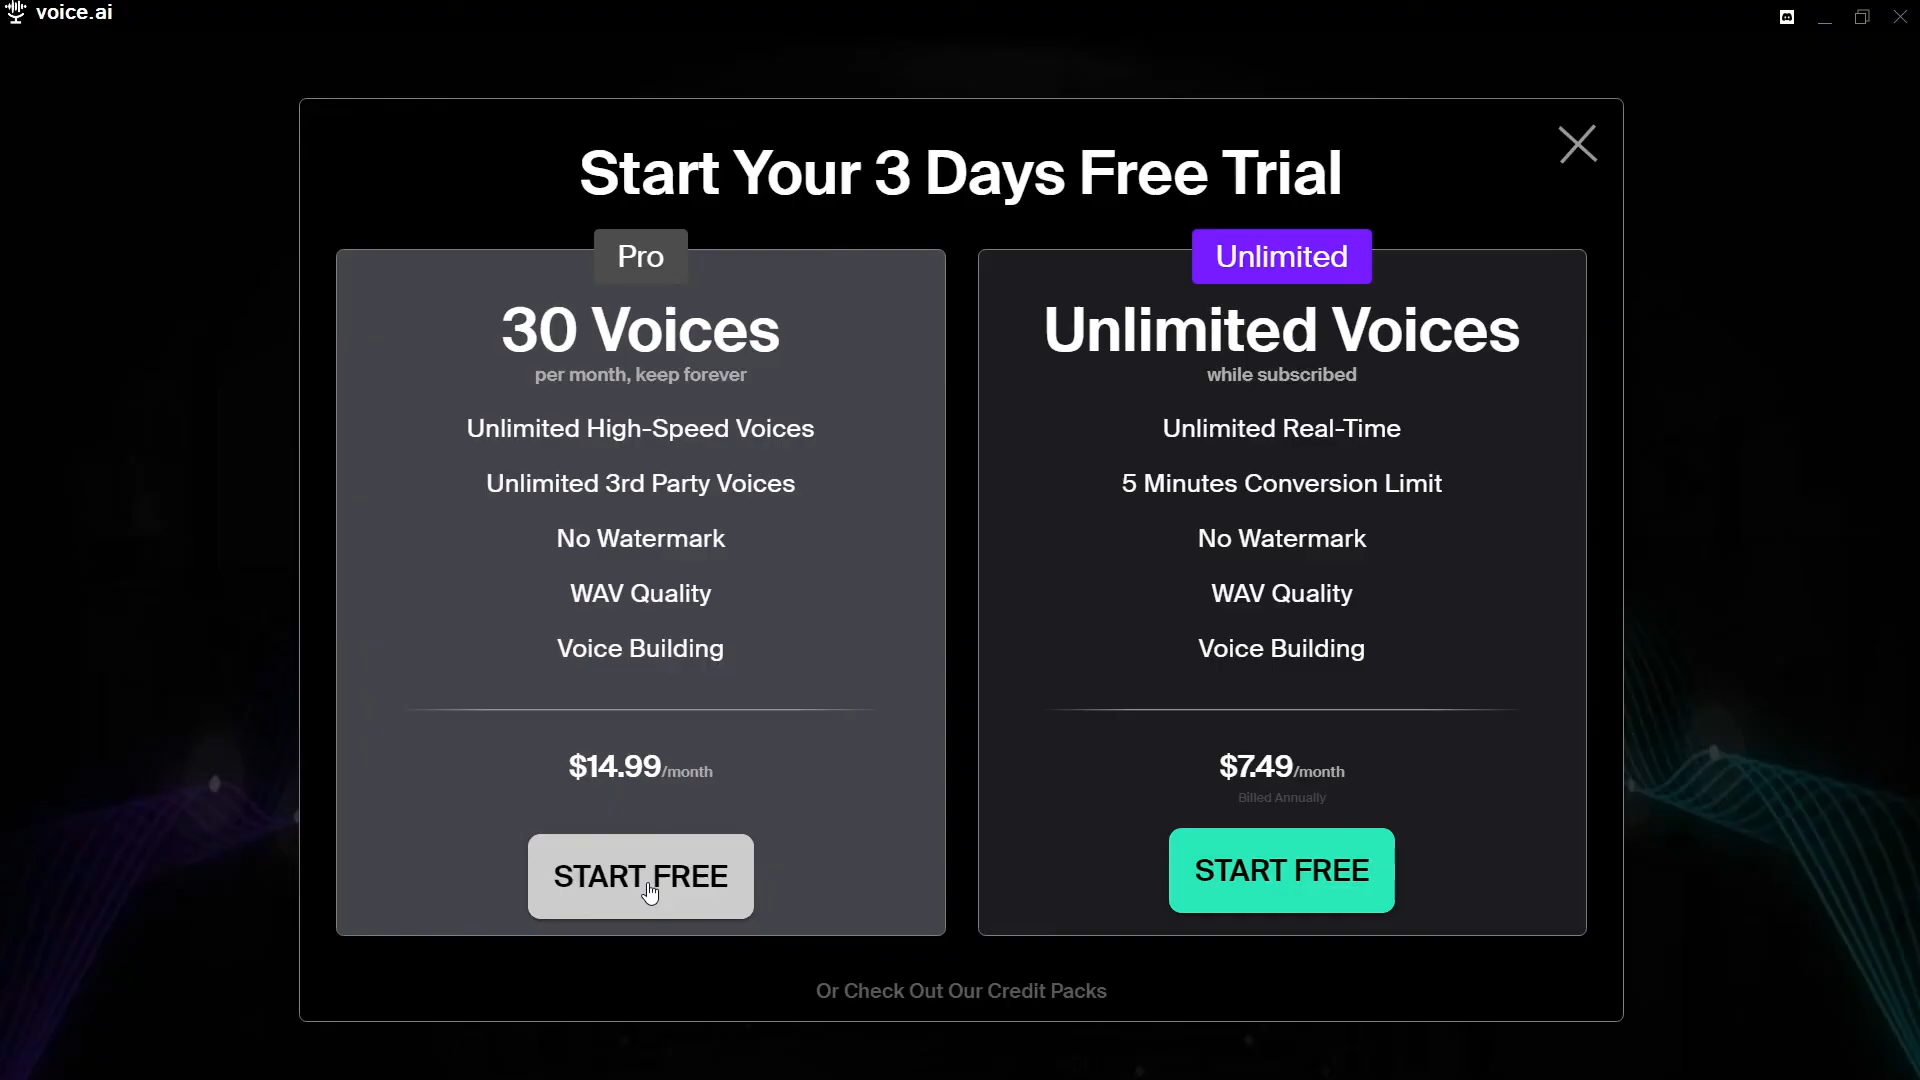 voice.ai
Start Your 3 Days Free Trial
Pro
30 Voices
per month, keep forever
Unlimited High-Speed Voices
Unlimited 3rd Party Voices
No Watermark
WAV Quality
Voice Building
$14.99/month
START FREE
Unlimited
Unlimited Voices
while subscribed
Unlimited Real-Time
5 Minutes Conversion Limit
No Watermark
WAV Quality
Voice Building
$7.49/month
Billed Annually
START FREE
Or Check Out Our Credit Packs